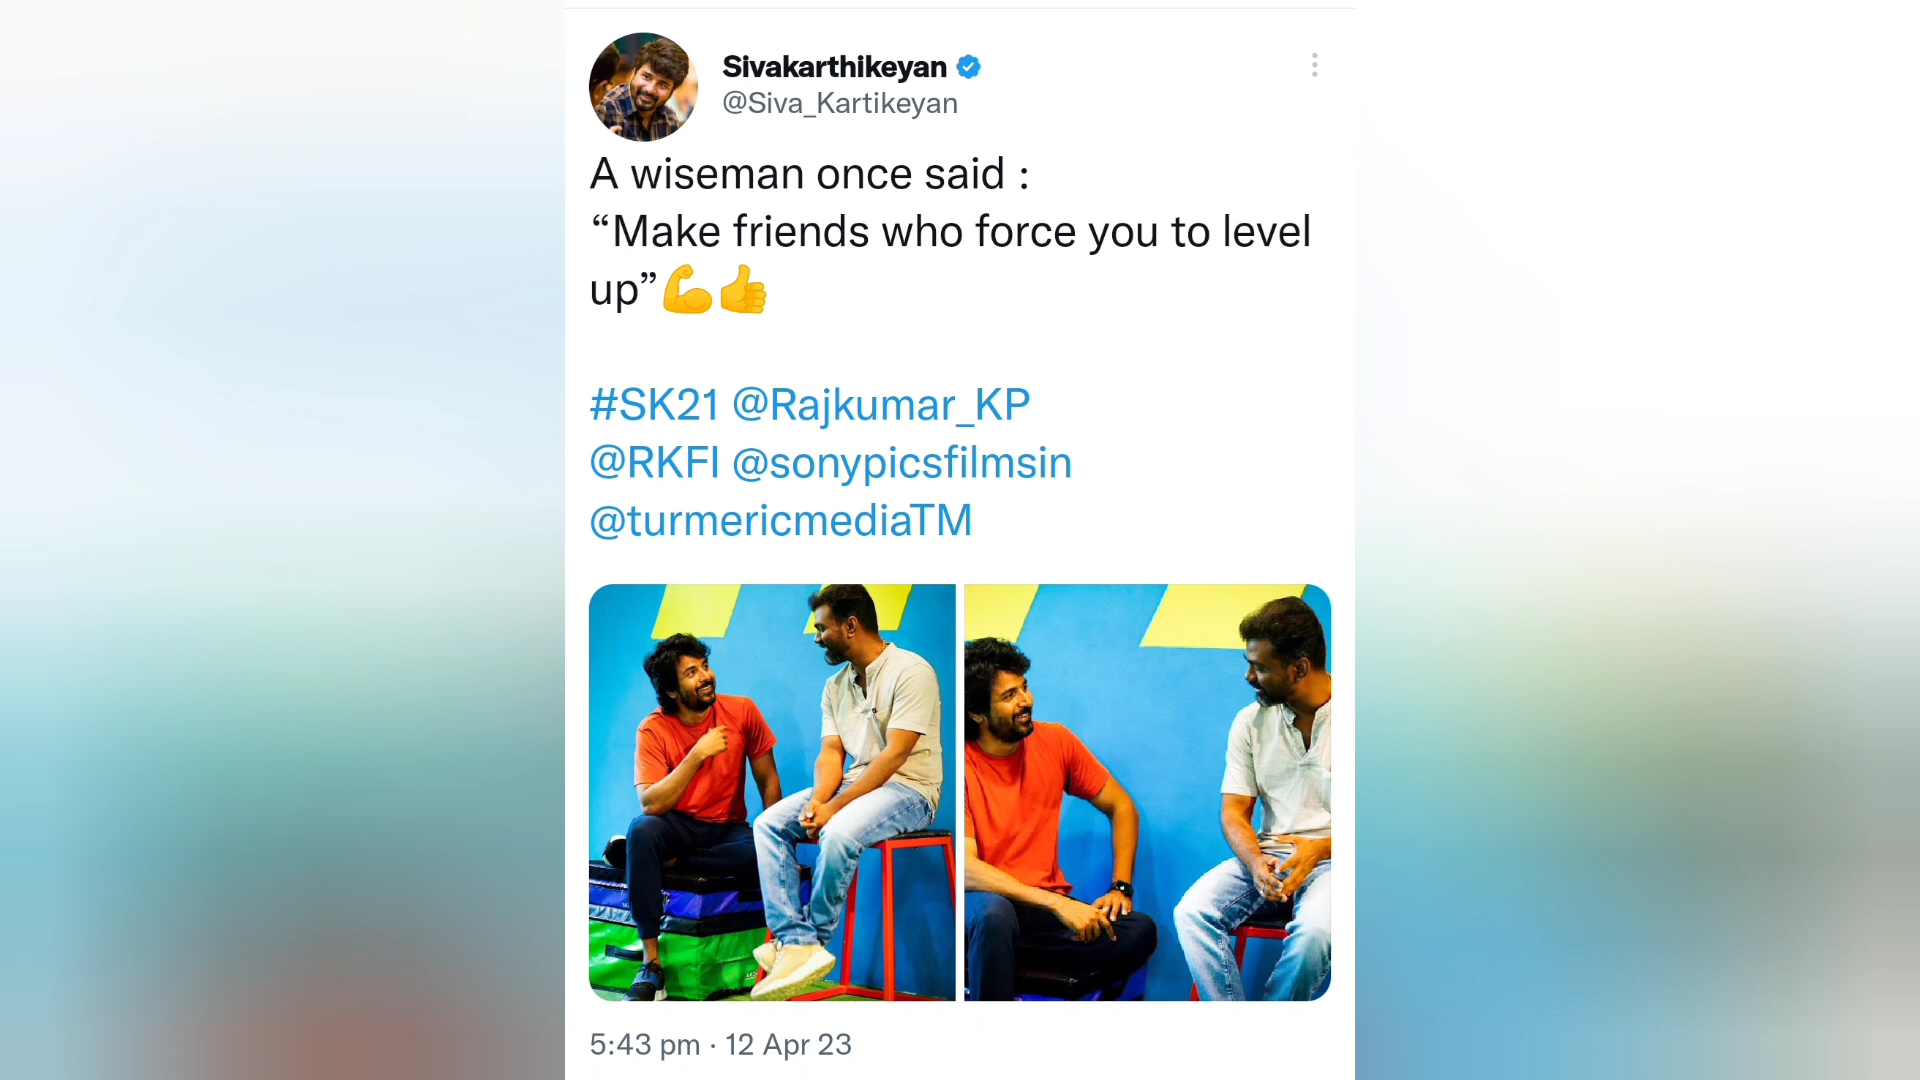 Sivakarthikeyan
@Siva_Kartikeyan
A wiseman once said :
“Make friends who force you to level
up”💪👍
#SK21 @Rajkumar_KP
@RKFI @sonypicsfilmsin
@turmericmediaTM
5:43 pm · 12 Apr 23